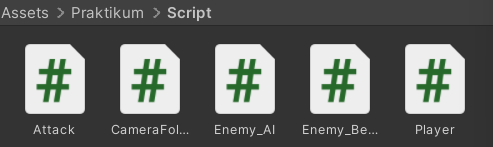 Assets > Praktikum > Script
Attack CameraFol... Enemy_AI Enemy_Be... Player